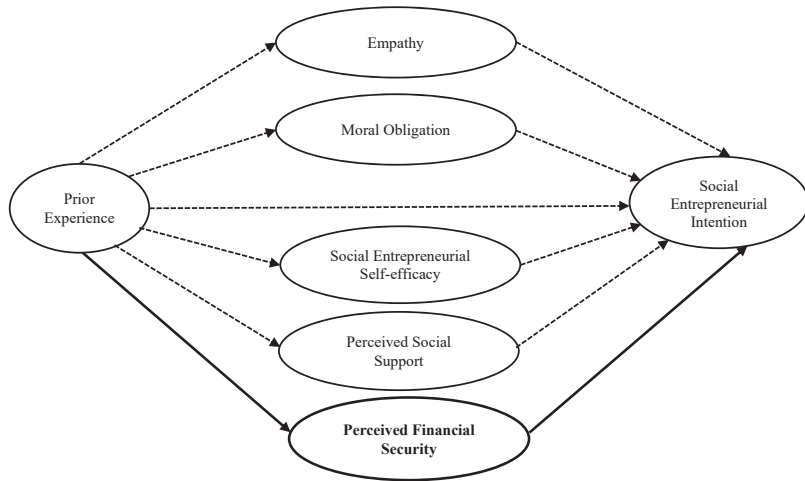 Empathy
Moral Obligation
Prior
Experience
Social
Entrepreneurial
Intention
Social Entrepreneurial
Self-efficacy
Perceived Social
Support
Perceived Financial
Security